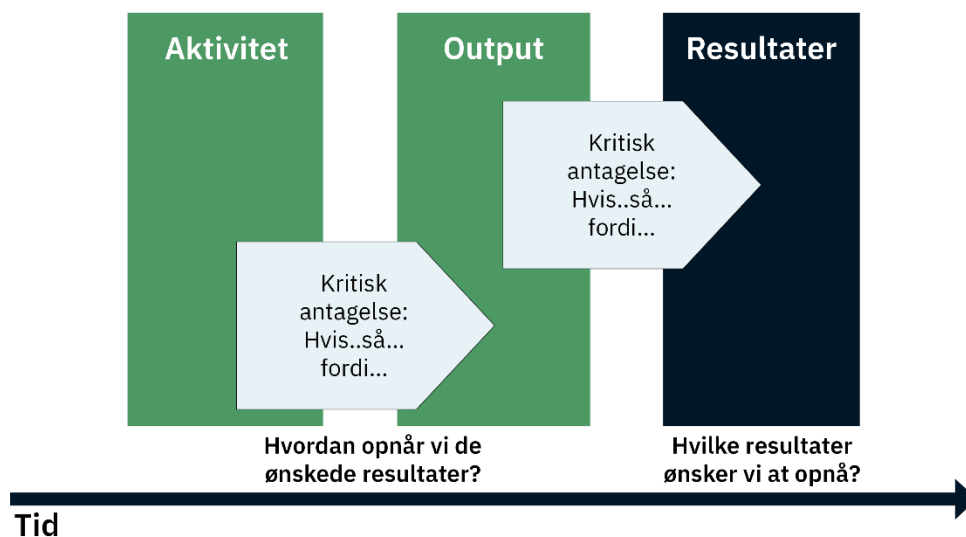 Aktivitet
Output
Resultater
Kritisk
antagelse:
Hvis..så...
fordi...
Kritisk
antagelse:
Hvis..så...
fordi...
Hvordan opnår vi de
ønskede resultater?
Hvilke resultater
ønsker vi at opnå?
Tid